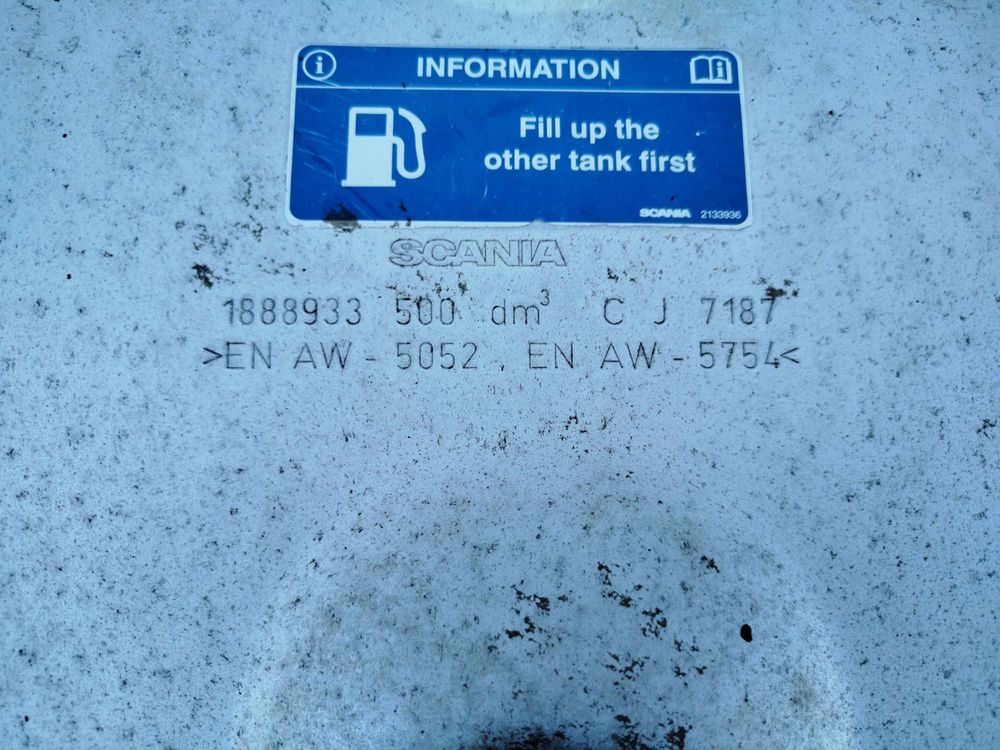 INFORMATION
Fill up the
other tank first
SCANIA 2133936
SCANIA
1888933 500 dm³ C J 7187
>EN AW - 5052 , EN AW - 5754<